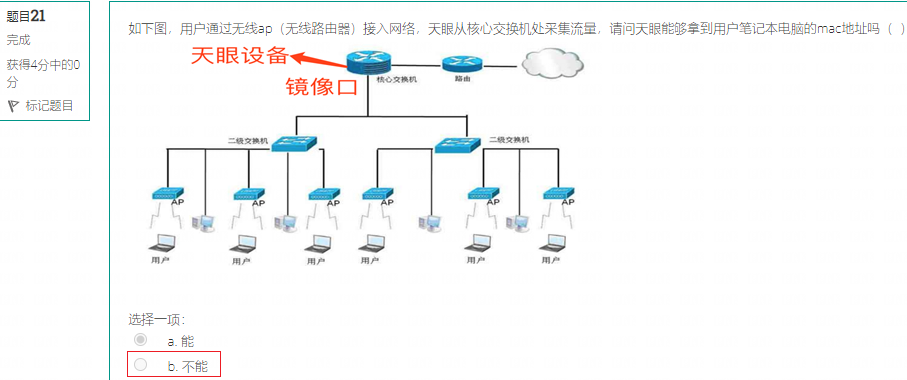 题目21
完成
获得4分中的0
分
标记题目
如下图，用户通过无线ap（无线路由器）接入网络，天眼从核心交换机处采集流量，请问天眼能够拿到用户笔记本电脑的mac地址吗（ ）
天眼设备
核心交换机
路由
镜像口
二级交换机
二级交换机
AP
AP
AP
AP
AP
AP
用户
用户
用户
用户
用户
用户
选择一项：
a. 能
b. 不能